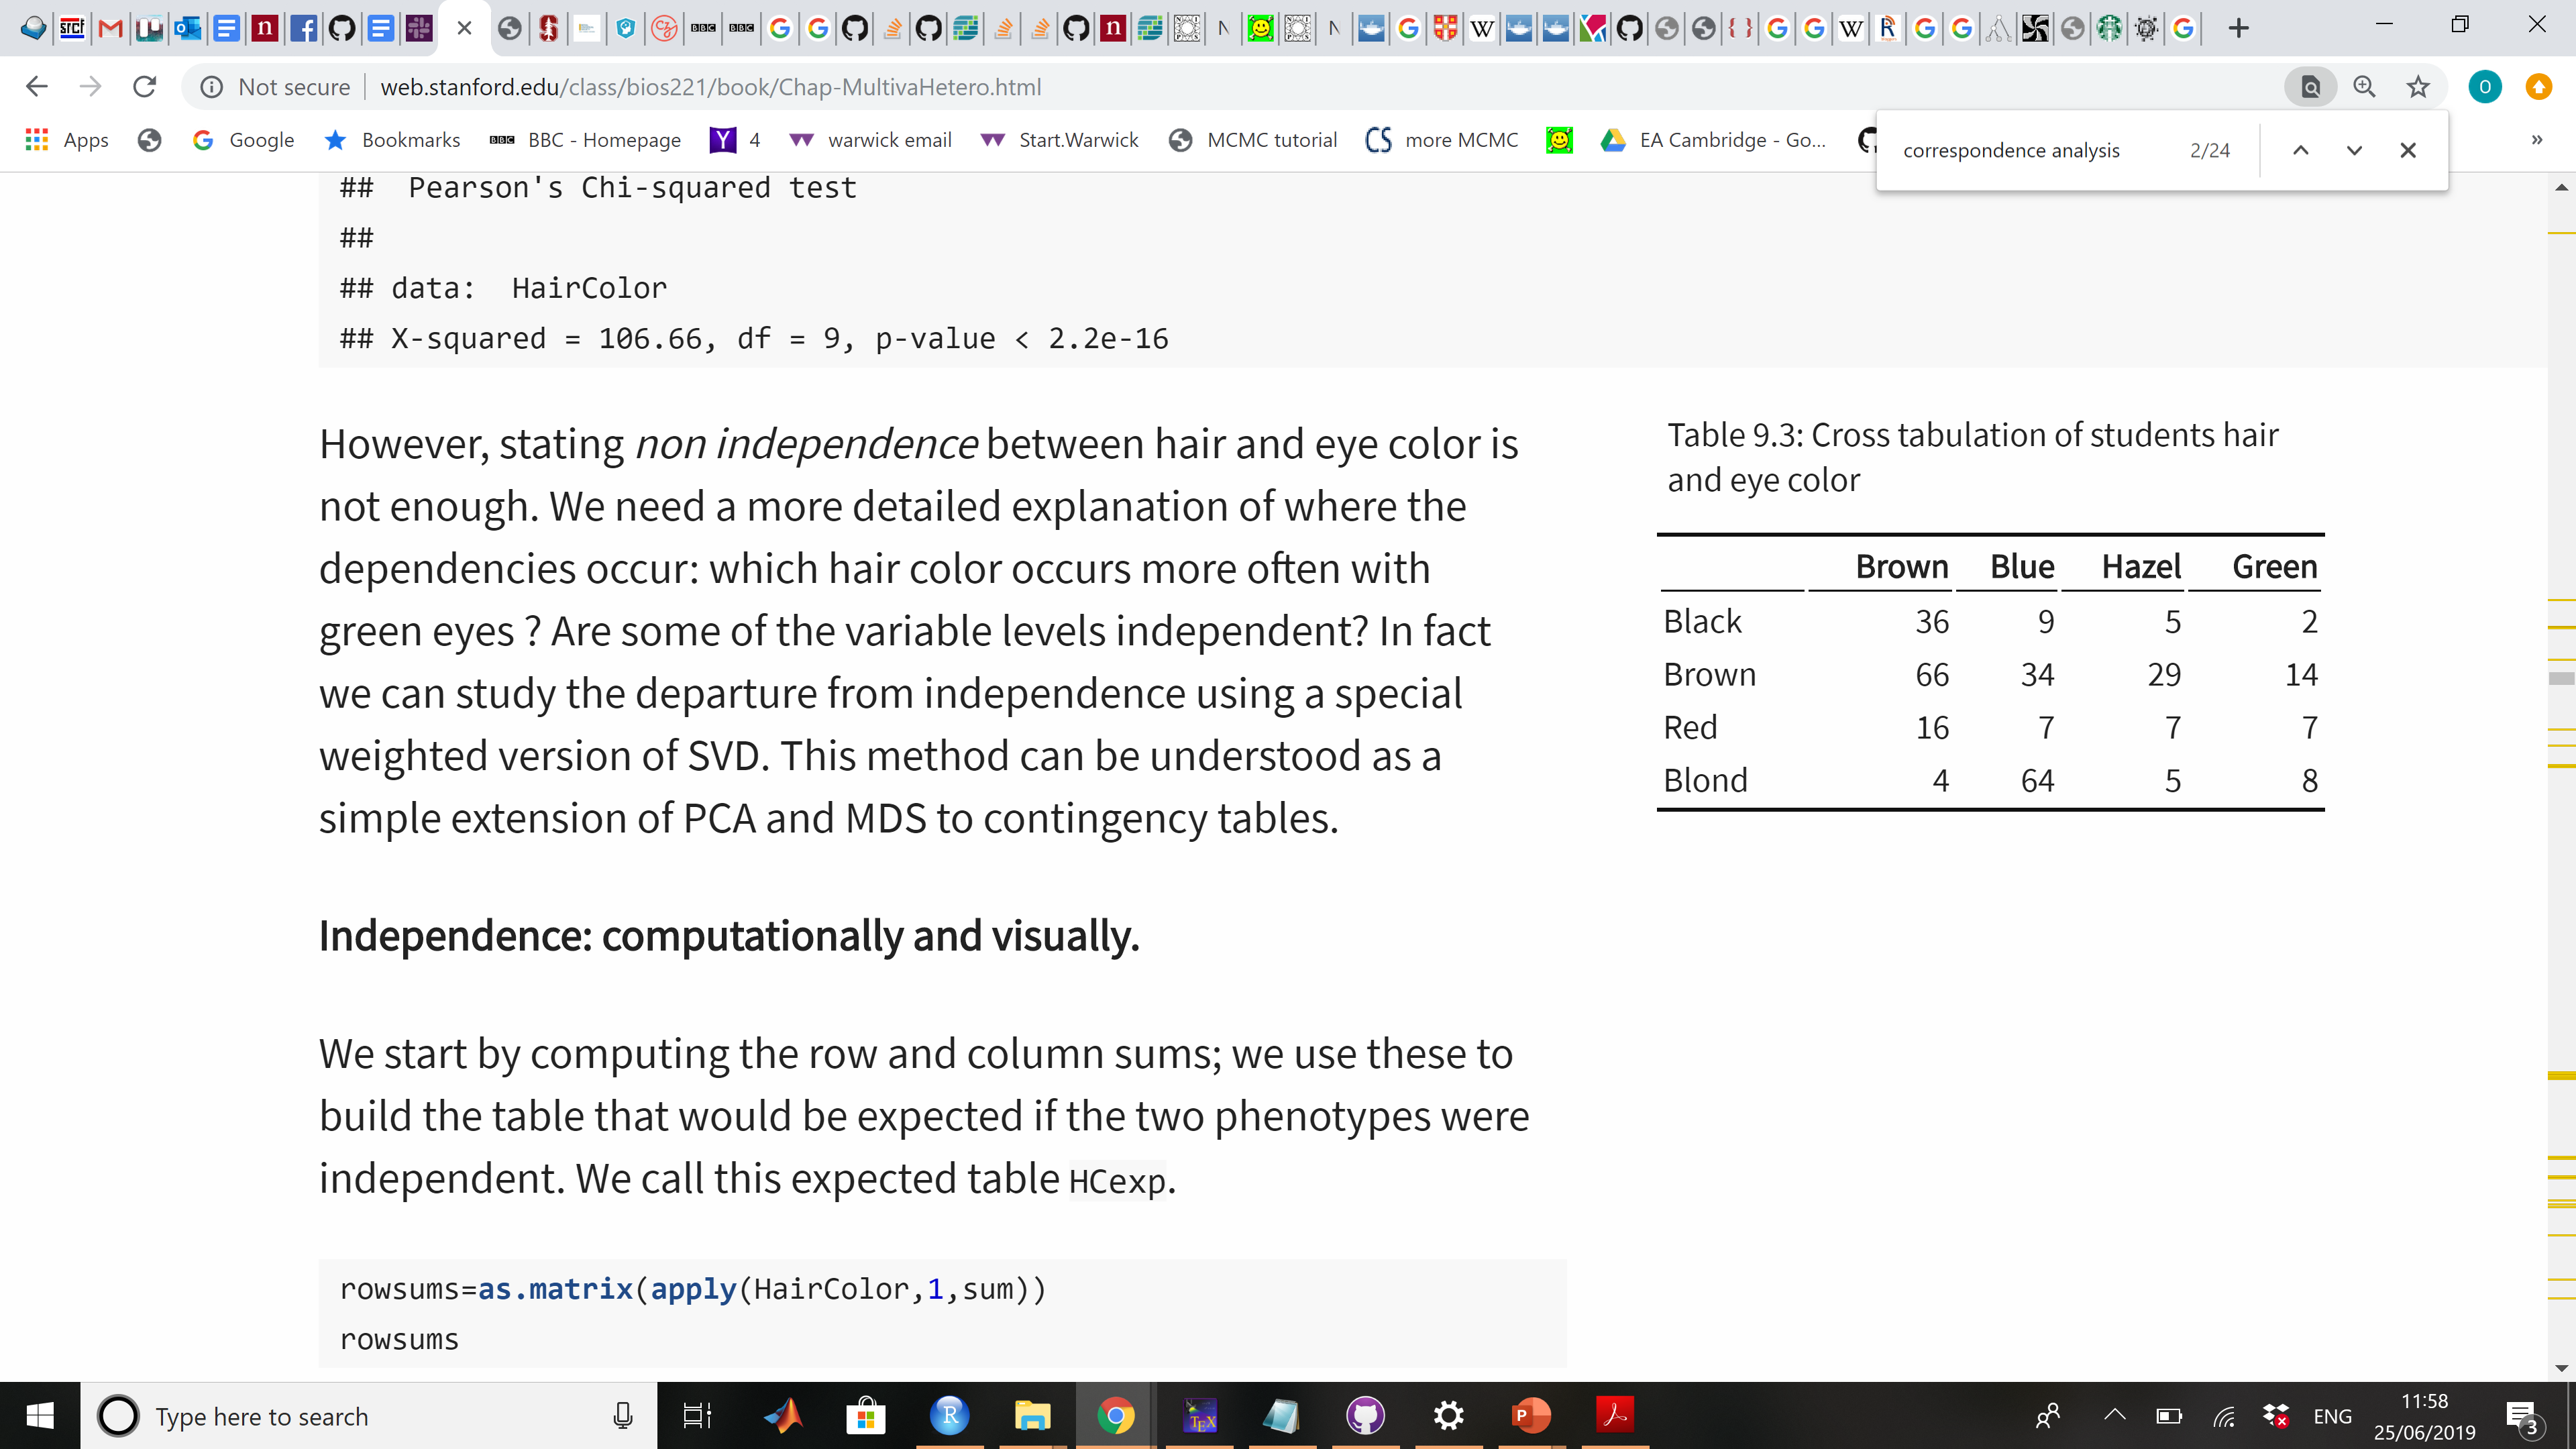 Not secure | web.stanford.edu/class/bios221/book/Chap-MultivaHetero.html
Apps
Google
Bookmarks
BBC - Homepage
4
warwick email
Start.Warwick
MCMC tutorial
more MCMC
EA Cambridge - Go...
»
correspondence analysis 2/24
## Pearson's Chi-squared test
##
## data: HairColor
## X-squared = 106.66, df = 9, p-value < 2.2e-16
However, stating non independence between hair and eye color is
not enough. We need a more detailed explanation of where the
dependencies occur: which hair color occurs more often with
green eyes ? Are some of the variable levels independent? In fact
we can study the departure from independence using a special
weighted version of SVD. This method can be understood as a
simple extension of PCA and MDS to contingency tables.
Table 9.3: Cross tabulation of students hair
and eye color
Brown Blue Hazel Green
Black 36 9 5 2
Brown 66 34 29 14
Red 16 7 7 7
Blond 4 64 5 8
Independence: computationally and visually.
We start by computing the row and column sums; we use these to
build the table that would be expected if the two phenotypes were
independent. We call this expected table HCexp.
rowsums=as.matrix(apply(HairColor,1,sum))
rowsums
Type here to search
ENG
11:58
25/06/2019
3